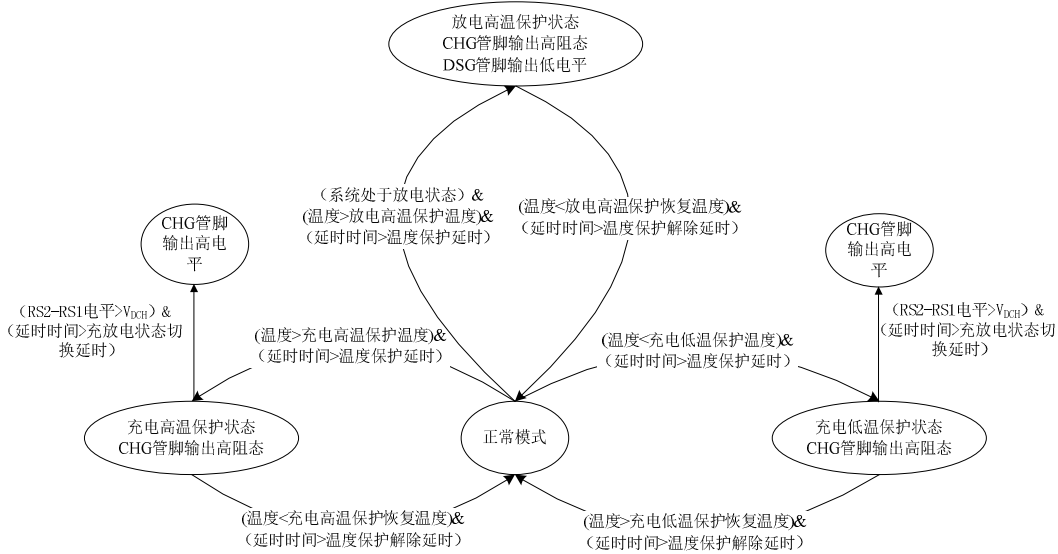 放电高温保护状态
CHG管脚输出高阻态
DSG管脚输出低电平
(系统处于放电状态)&
(温度>放电高温保护温度)&
(延时时间>温度保护延时)
(温度<放电高温保护恢复温度)&
(延时时间>温度保护解除延时)
CHG管脚
输出高电
平
CHG管脚
输出高电
平
(RS2-RS1电平>VDCH)&
(延时时间>充放电状态切
换延时)
(温度>充电高温保护温度)&
(延时时间>温度保护延时)
(温度<充电低温保护温度)&
(延时时间>温度保护延时)
(RS2-RS1电平>VDCH)&
(延时时间>充放电状态切
换延时)
充电高温保护状态
CHG管脚输出高阻态
正常模式
充电低温保护状态
CHG管脚输出高阻态
(温度<充电高温保护恢复温度)&
(延时时间>温度保护解除延时)
(温度>充电低温保护恢复温度)&
(延时时间>温度保护解除延时)